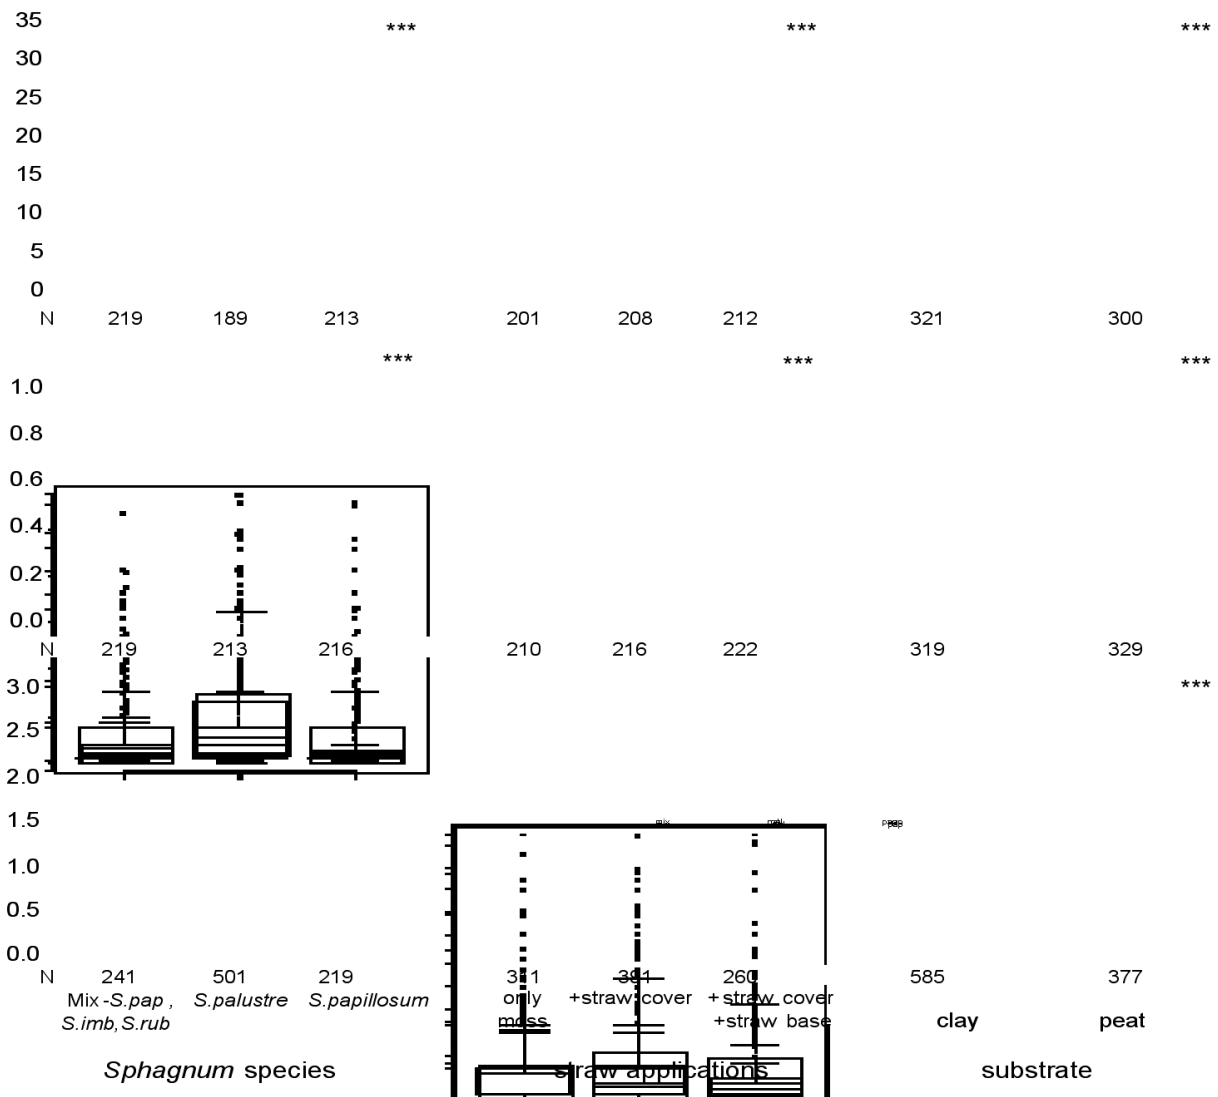 35 *** *** ***
30
25
20
15
10
5
0
N 219 189 213 201 208 212 321 300
*** *** ***
1.0
0.8
0.6
0.4
0.2
0.0
N 219 213 216 210 216 222 319 329
3.0 ***
2.5
2.0
1.5 mix
1.0
0.5
0.0
N 241 501 219 311 391 260 585 377
Mix -S.pap , S.palustre S.papillosum only +straw cover + straw cover
S.imb, S.rub moss +straw base clay peat
Sphagnum species straw applications substrate